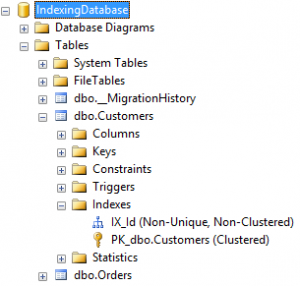 IndexingDatabase
Database Diagrams
Tables
System Tables
FileTables
dbo.__MigrationHistory
dbo.Customers
Columns
Keys
Constraints
Triggers
Indexes
IX_Id (Non-Unique, Non-Clustered)
PK_dbo.Customers (Clustered)
Statistics
dbo.Orders